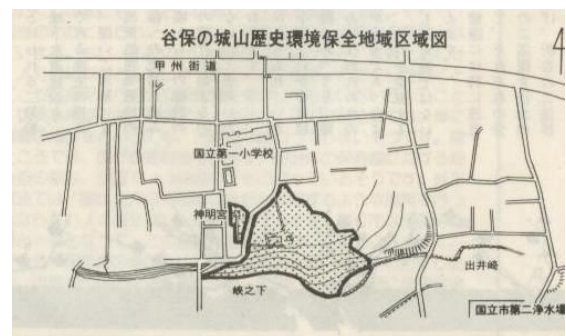 谷保の城山歴史環境保全地域区域図
甲州街道
国立第一小学校
神明宮
峡之下
出井崎
国立市第二浄水場